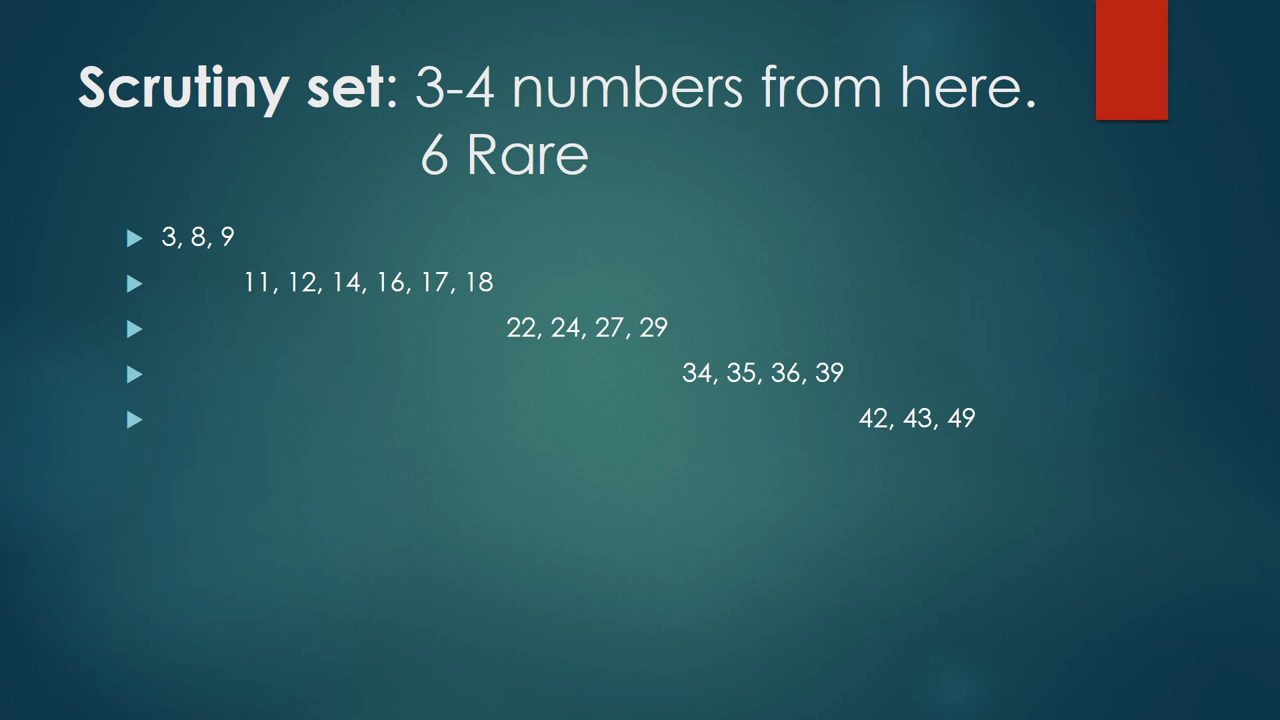 Scrutiny set: 3-4 numbers from here.
6 Rare
3, 8, 9
11, 12, 14, 16, 17, 18
22, 24, 27, 29
34, 35, 36, 39
42, 43, 49